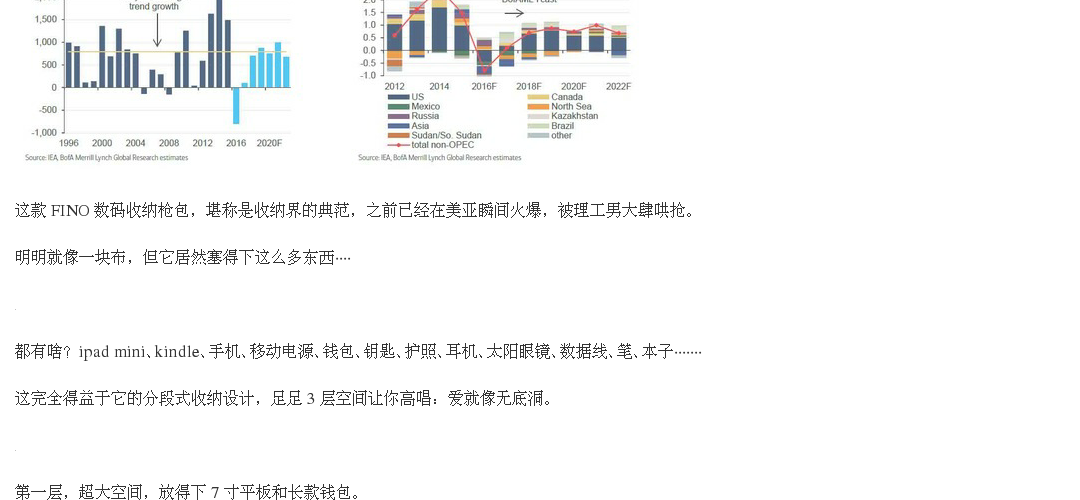 trend growth
1,500
1,000
500
0
-500
-1,000
1996 2000 2004 2008 2012 2016 2020F
Source: IEA, BofA Merrill Lynch Global Research estimates
2.0
1.5
1.0
0.5
0.0
-0.5
-1.0
2012 2014 2016F 2018F 2020F 2022F
US Canada
Mexico North Sea
Russia Kazakhstan
Asia Brazil
Sudan/So. Sudan other
total non-OPEC
Source: IEA, BofA Merrill Lynch Global Research estimates
这款 FINO 数码收纳枪包，堪称是收纳界的典范，之前已经在美亚瞬间火爆，被理工男大肆哄抢。
明明就像一块布，但它居然塞得下这么多东西····
都有啥？ipad mini、kindle、手机、移动电源、钱包、钥匙、护照、耳机、太阳眼镜、数据线、笔、本子·······
这完全得益于它的分段式收纳设计，足足 3 层空间让你高唱：爱就像无底洞。
第一层，超大空间，放得下 7 寸平板和长款钱包。